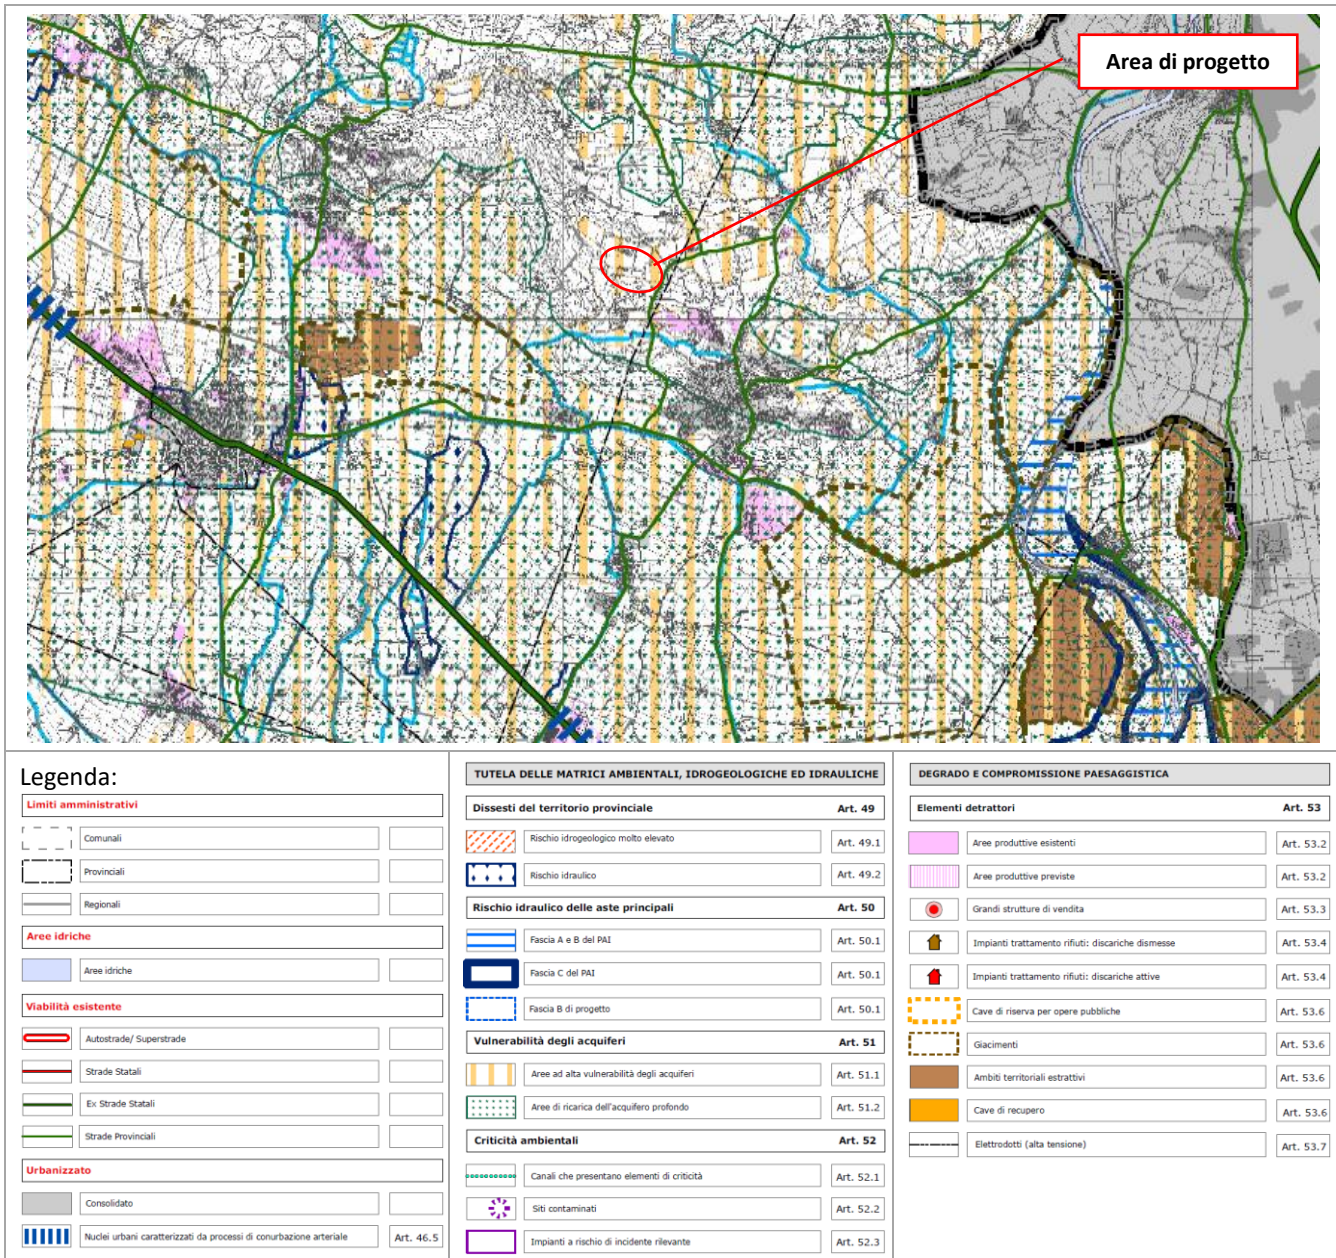 Area di progetto
Legenda:
Limiti amministrativi
Comunali
Provinciali
Regionali
Aree idriche
Aree idriche
Viabilità esistente
Autostrade/ Superstrade
Strade Statali
Ex Strade Statali
Strade Provinciali
Urbanizzato
Consolidato
Nuclei urbani caratterizzati da processi di conurbazione arteriale Art. 46.5
TUTELA DELLE MATRICI AMBIENTALI, IDROGEOLOGICHE ED IDRAULICHE
Dissesti del territorio provinciale Art. 49
Rischio idrogeologico molto elevato Art. 49.1
Rischio idraulico Art. 49.2
Rischio idraulico delle aste principali Art. 50
Fascia A e B del PAI Art. 50.1
Fascia C del PAI Art. 50.1
Fascia B di progetto Art. 50.1
Vulnerabilità degli acquiferi Art. 51
Aree ad alta vulnerabilità degli acquiferi Art. 51.1
Aree di ricarica dell'acquifero profondo Art. 51.2
Criticità ambientali Art. 52
Canali che presentano elementi di criticità Art. 52.1
Siti contaminati Art. 52.2
Impianti a rischio di incidente rilevante Art. 52.3
DEGRADO E COMPROMISSIONE PAESAGGISTICA
Elementi detrattori Art. 53
Aree produttive esistenti Art. 53.2
Aree produttive previste Art. 53.2
Grandi strutture di vendita Art. 53.3
Impianti trattamento rifiuti: discariche dismesse Art. 53.4
Impianti trattamento rifiuti: discariche attive Art. 53.4
Cave di riserva per opere pubbliche Art. 53.6
Giacimenti Art. 53.6
Ambiti territoriali estrattivi Art. 53.6
Cave di recupero Art. 53.6
Elettrodotti (alta tensione) Art. 53.7